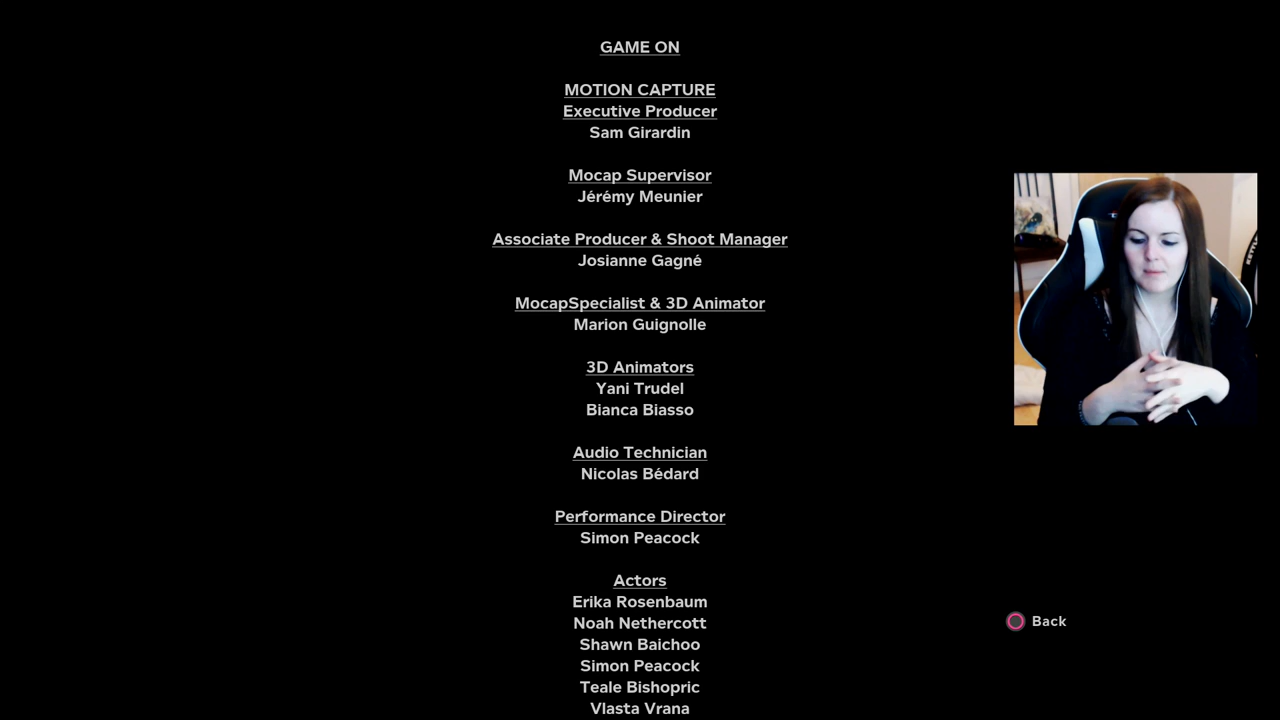 GAME ON
MOTION CAPTURE
Executive Producer
Sam Girardin
Mocap Supervisor
Jérémy Meunier
Associate Producer & Shoot Manager
Josianne Gagné
MocapSpecialist & 3D Animator
Marion Guignolle
3D Animators
Yani Trudel
Bianca Biasso
Audio Technician
Nicolas Bédard
Performance Director
Simon Peacock
Actors
Erika Rosenbaum
Noah Nethercott
Shawn Baichoo
Simon Peacock
Teale Bishopric
Vlasta Vrana
Back